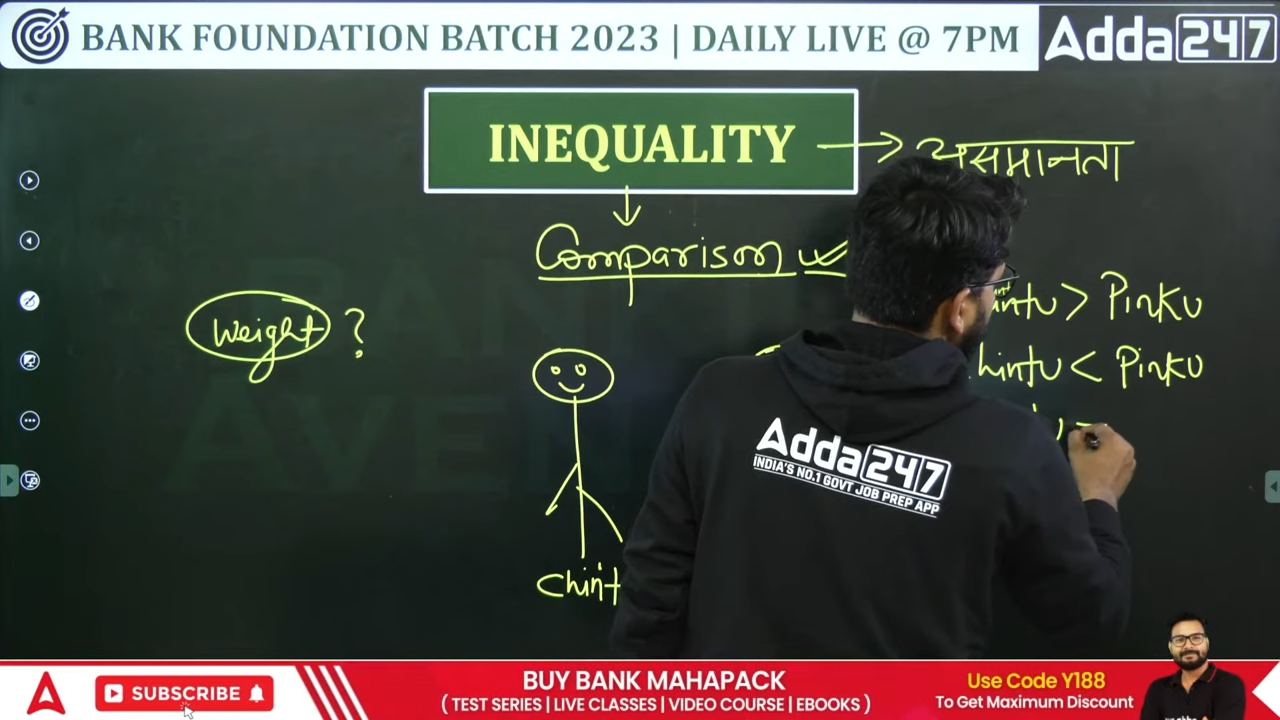 BANK FOUNDATION BATCH 2023 | DAILY LIVE @ 7PM
Adda247
INEQUALITY
असमानता
Comparison
Weight ?
Pinku
< Pinku
Adda247
INDIA'S NO.1 GOVT JOB PREP APP
SUBSCRIBE
BUY BANK MAHAPACK
( TEST SERIES | LIVE CLASSES | VIDEO COURSE | EBOOKS )
Use Code Y188
To Get Maximum Discount